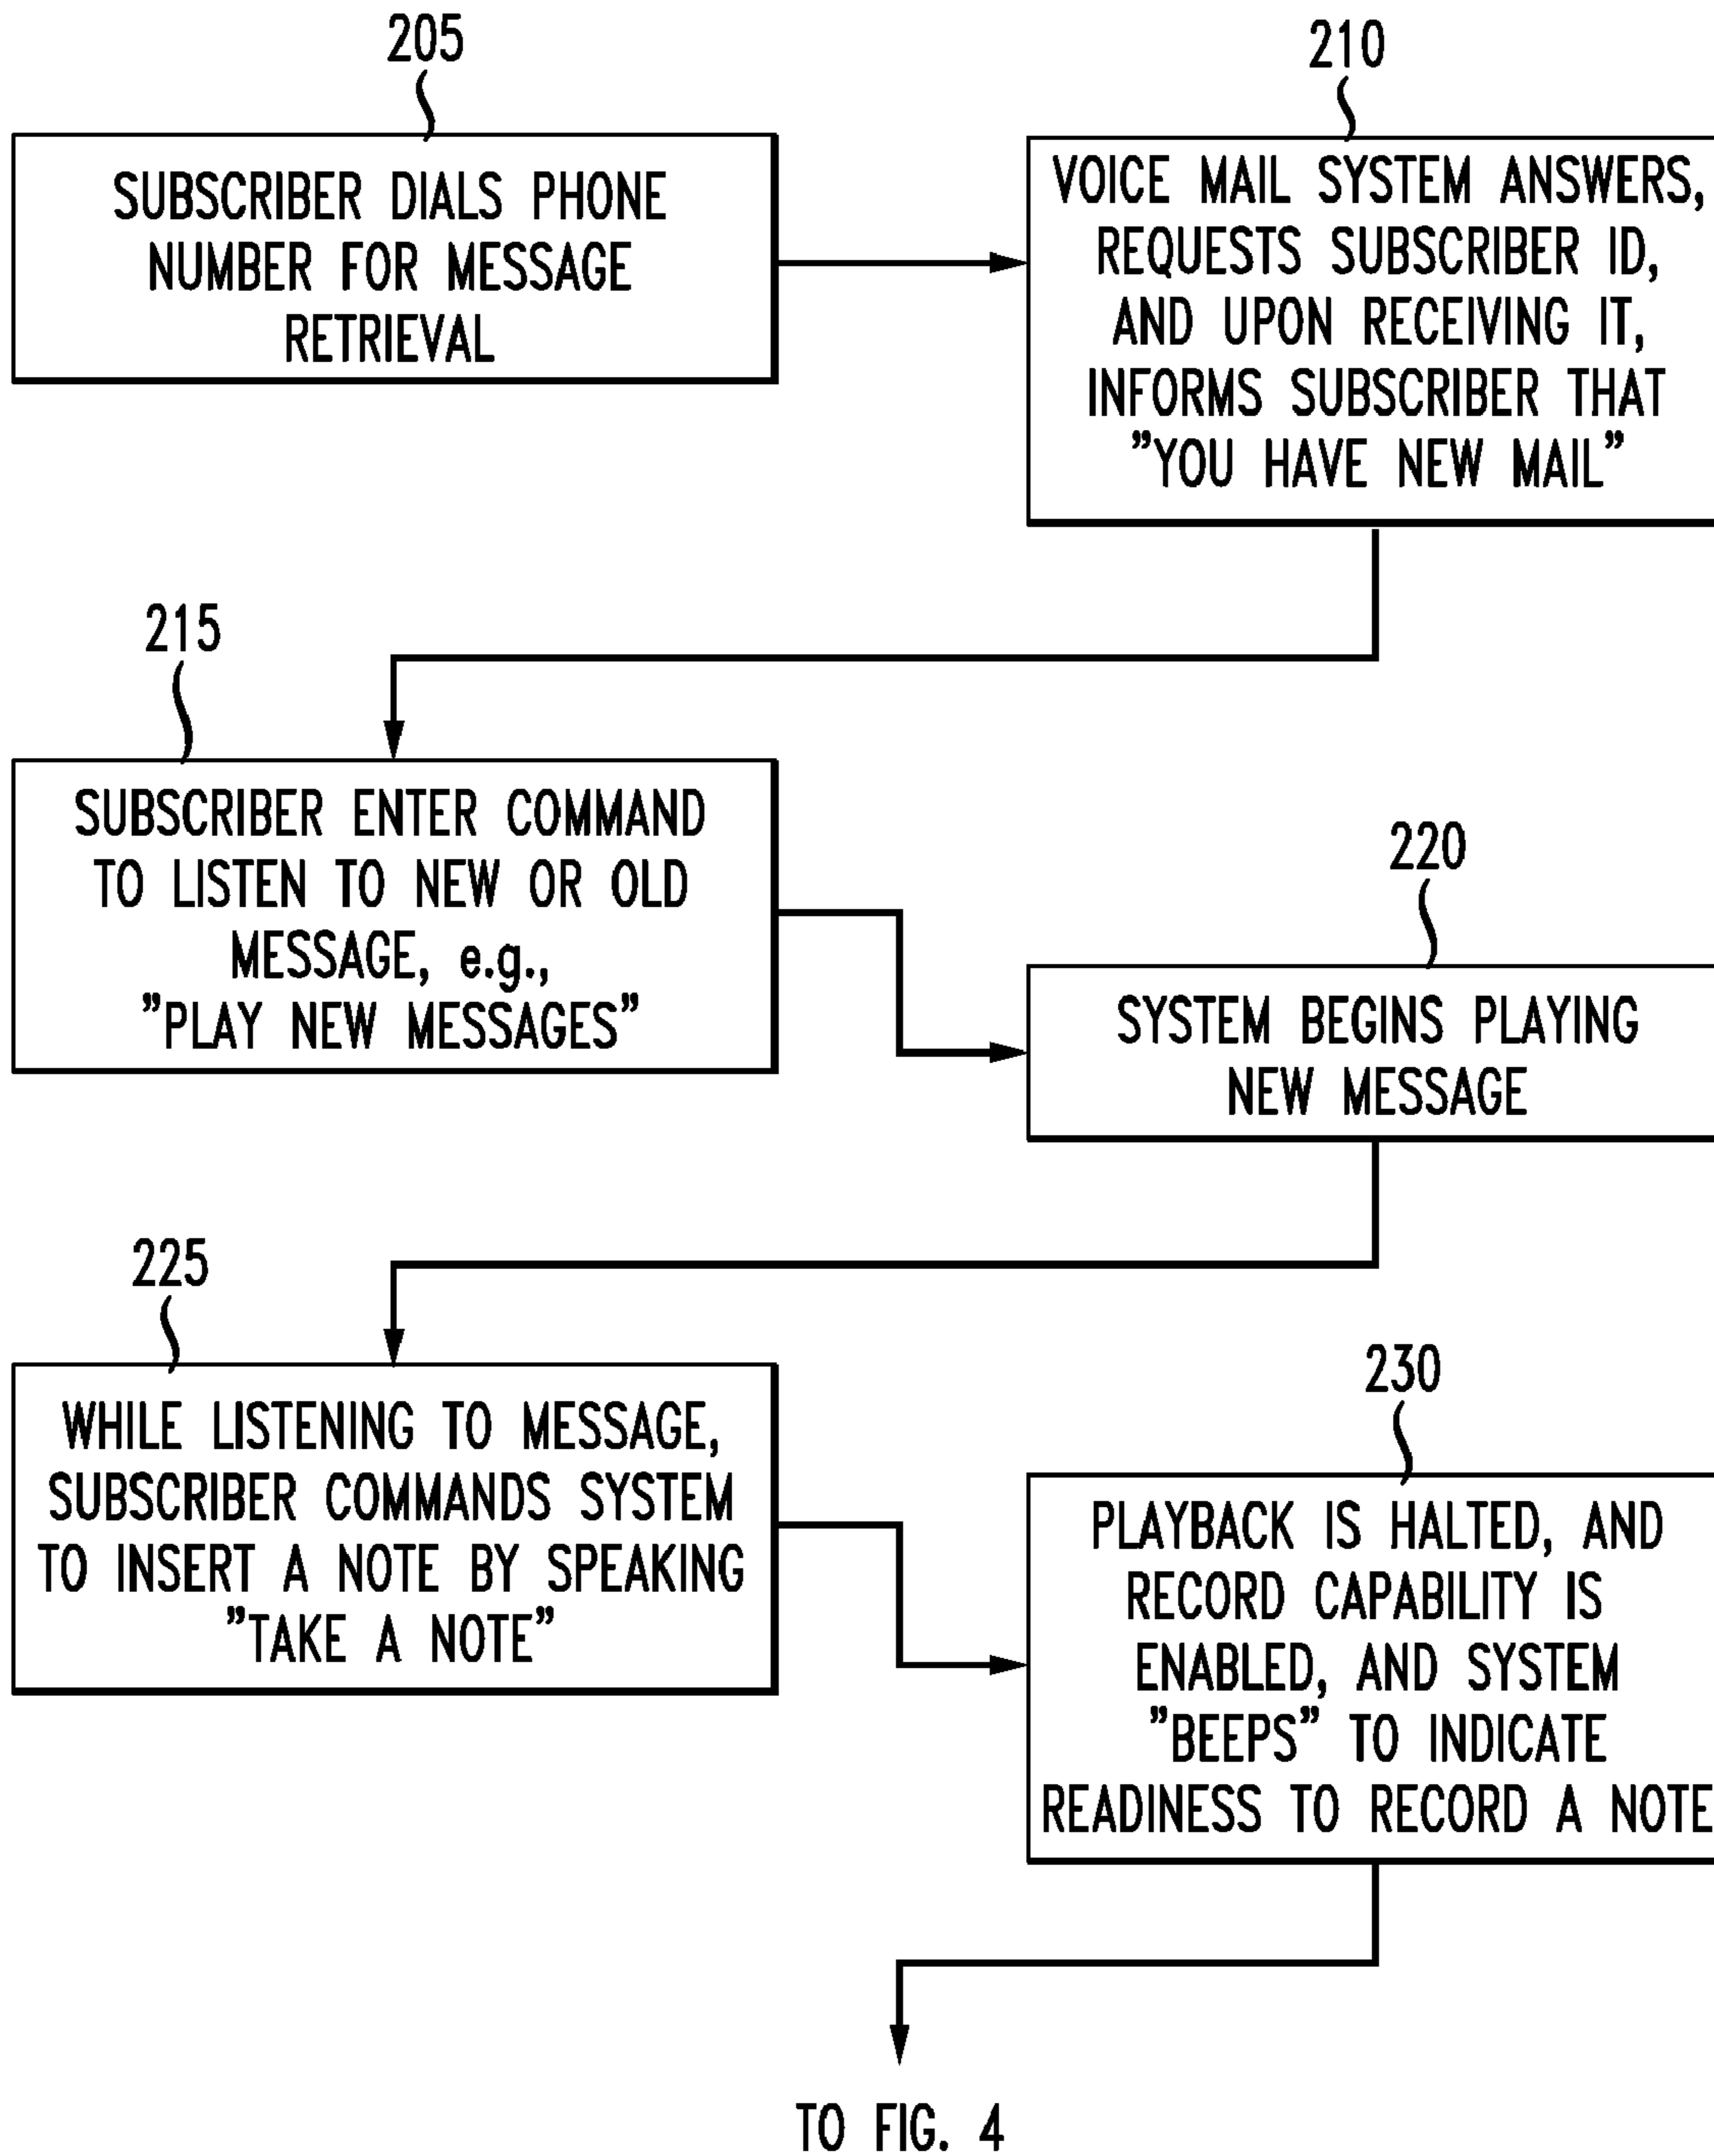 205
SUBSCRIBER DIALS PHONE
NUMBER FOR MESSAGE
RETRIEVAL
210
VOICE MAIL SYSTEM ANSWERS,
REQUESTS SUBSCRIBER ID,
AND UPON RECEIVING IT,
INFORMS SUBSCRIBER THAT
"YOU HAVE NEW MAIL"
215
SUBSCRIBER ENTER COMMAND
TO LISTEN TO NEW OR OLD
MESSAGE, e.g.,
"PLAY NEW MESSAGES"
220
SYSTEM BEGINS PLAYING
NEW MESSAGE
225
WHILE LISTENING TO MESSAGE,
SUBSCRIBER COMMANDS SYSTEM
TO INSERT A NOTE BY SPEAKING
"TAKE A NOTE"
230
PLAYBACK IS HALTED, AND
RECORD CAPABILITY IS
ENABLED, AND SYSTEM
"BEEPS" TO INDICATE
READINESS TO RECORD A NOTE
TO FIG. 4